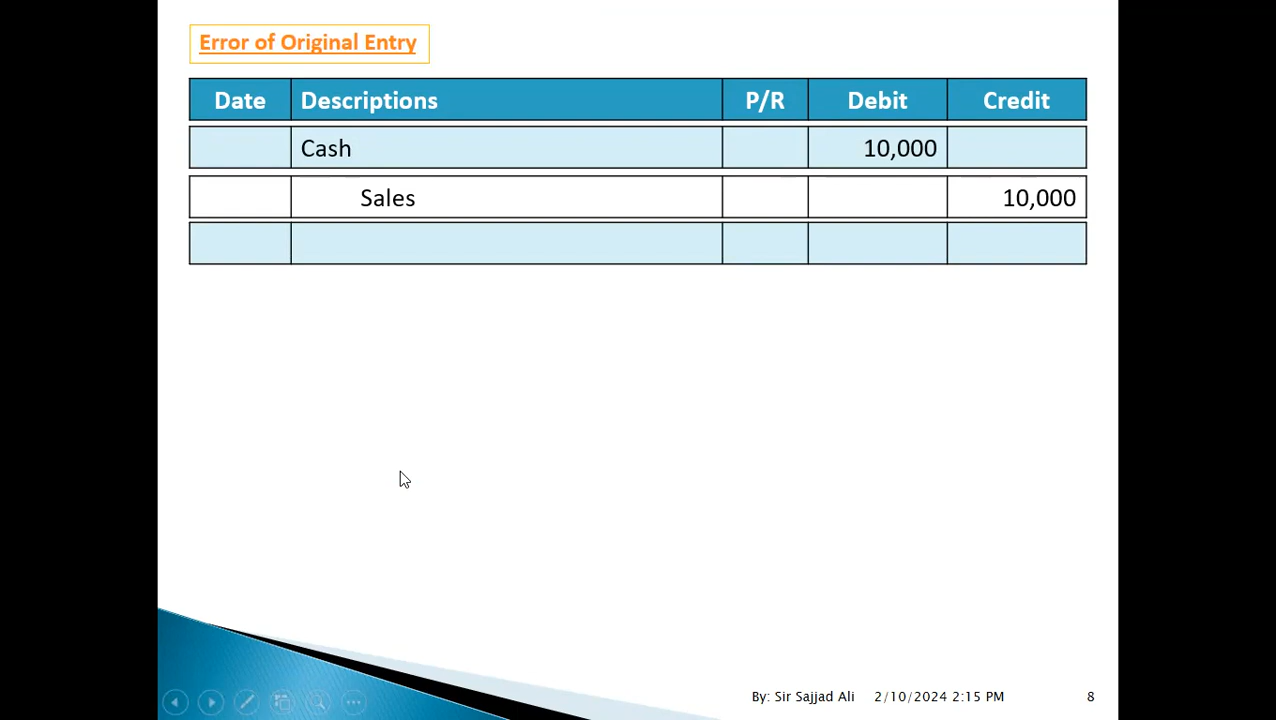 Error of Original Entry
Date Descriptions P/R Debit Credit
Cash 10,000
Sales 10,000
By: Sir Sajjad Ali 2/10/2024 2:15 PM 8